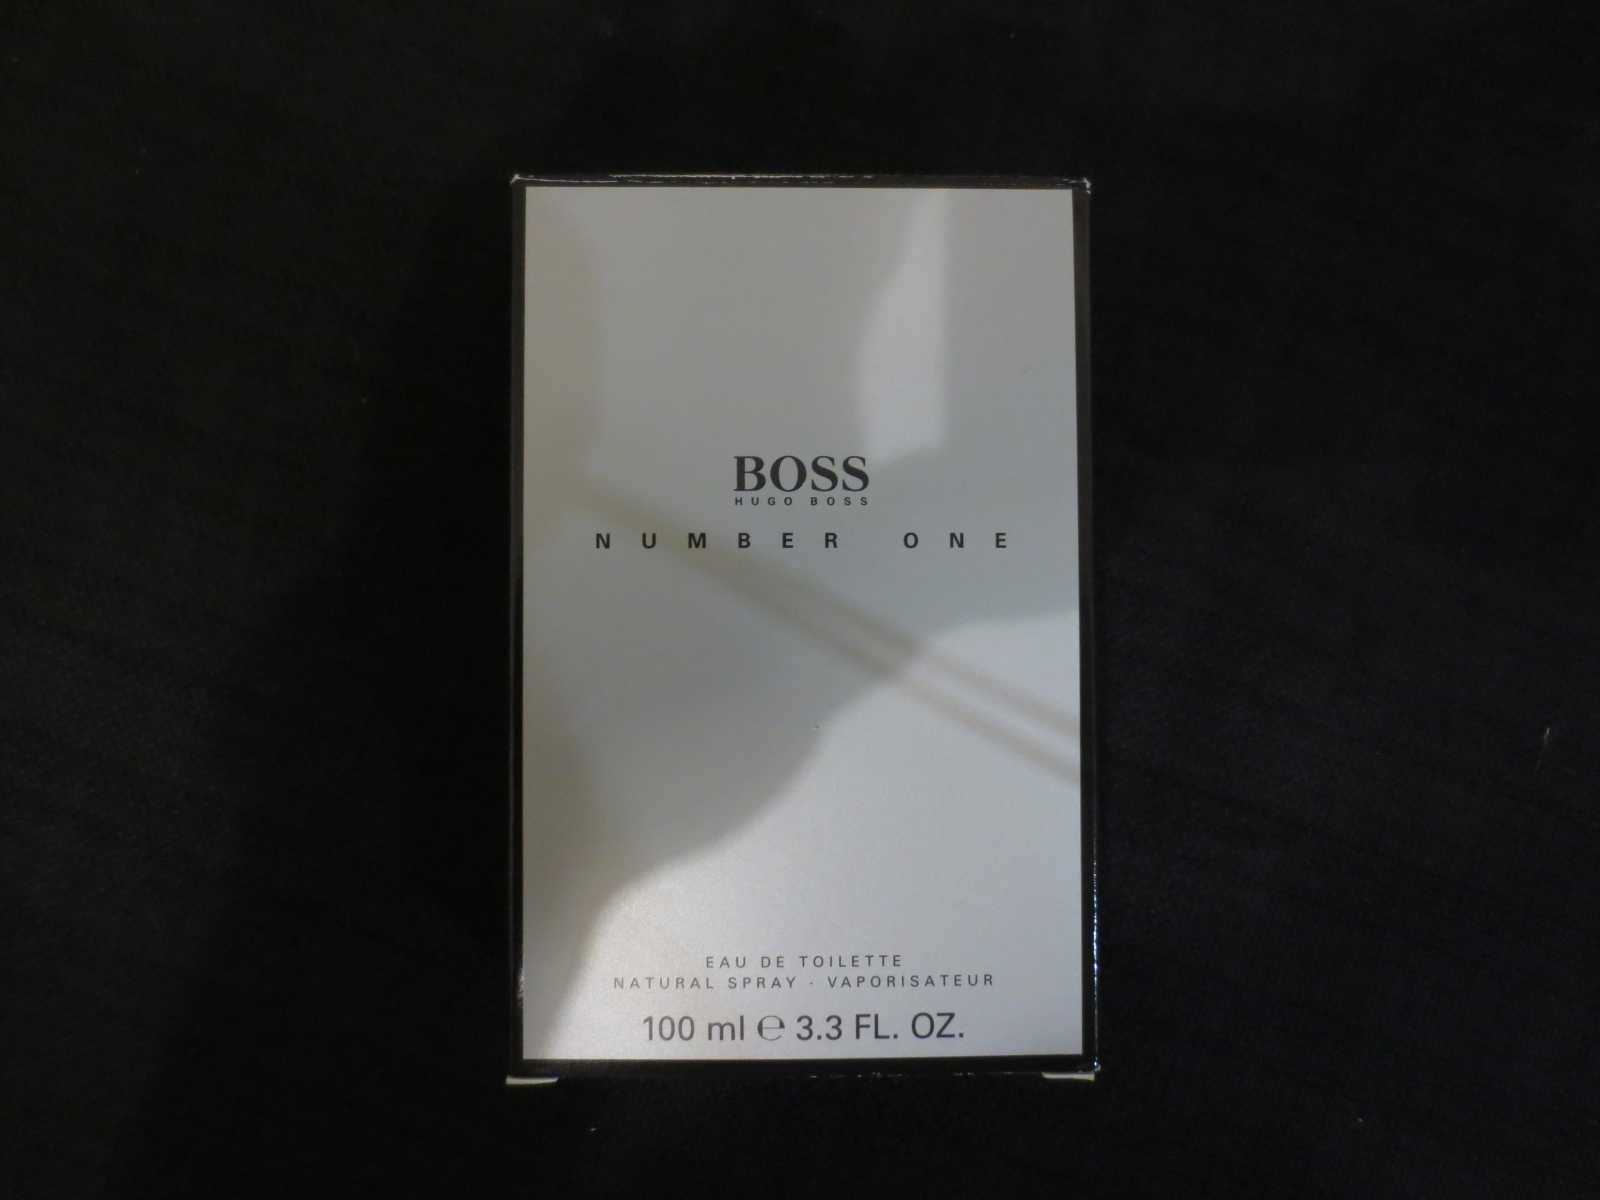 BOSS
HUGO BOSS
NUMBER ONE
EAU DE TOILETTE
NATURAL SPRAY · VAPORISATEUR
100 ml ℮ 3.3 FL. OZ.